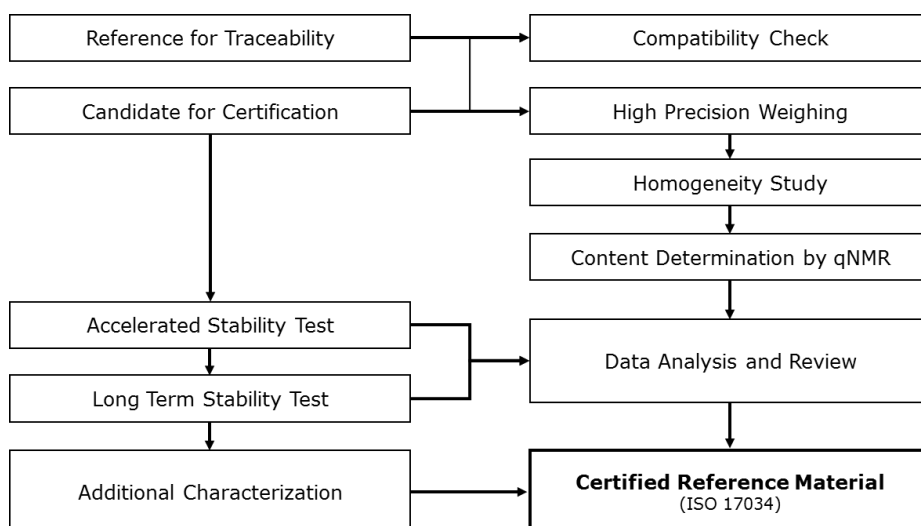 Reference for Traceability
Compatibility Check
Candidate for Certification
High Precision Weighing
Homogeneity Study
Content Determination by qNMR
Accelerated Stability Test
Data Analysis and Review
Long Term Stability Test
Additional Characterization
Certified Reference Material
(ISO 17034)